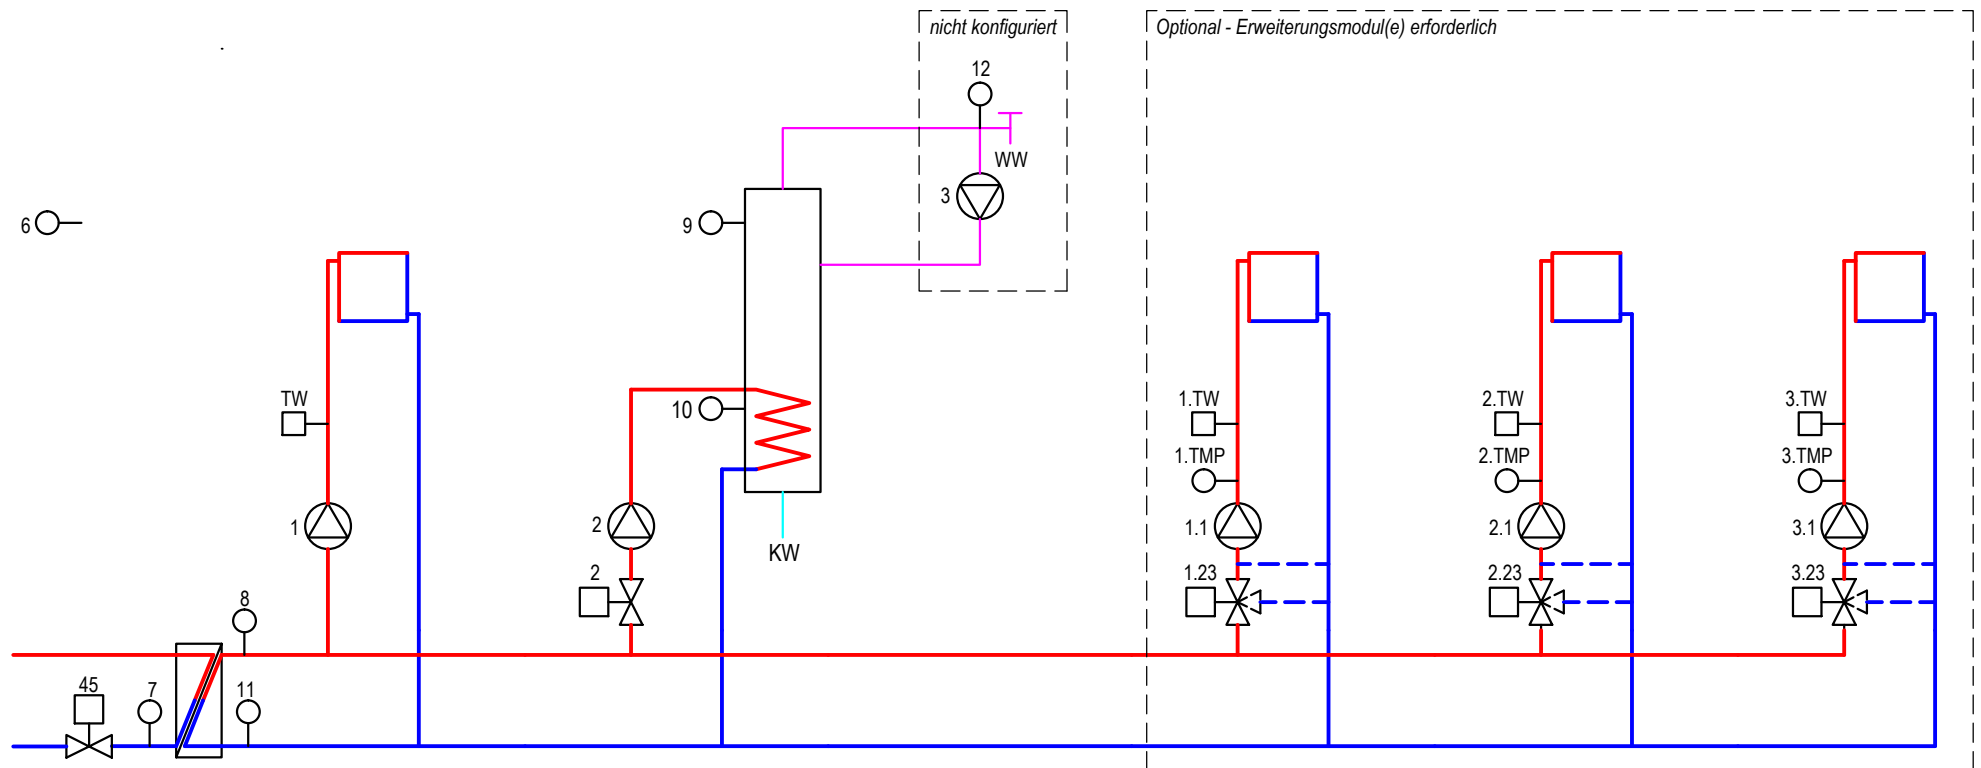 nicht konfiguriert
Optional - Erweiterungsmodul(e) erforderlich
12
WW
3
6
9
10
TW
1.TW
2.TW
3.TW
1.TMP
2.TMP
3.TMP
1
2
1.1
2.1
3.1
KW
2
1.23
2.23
3.23
8
45
7
11